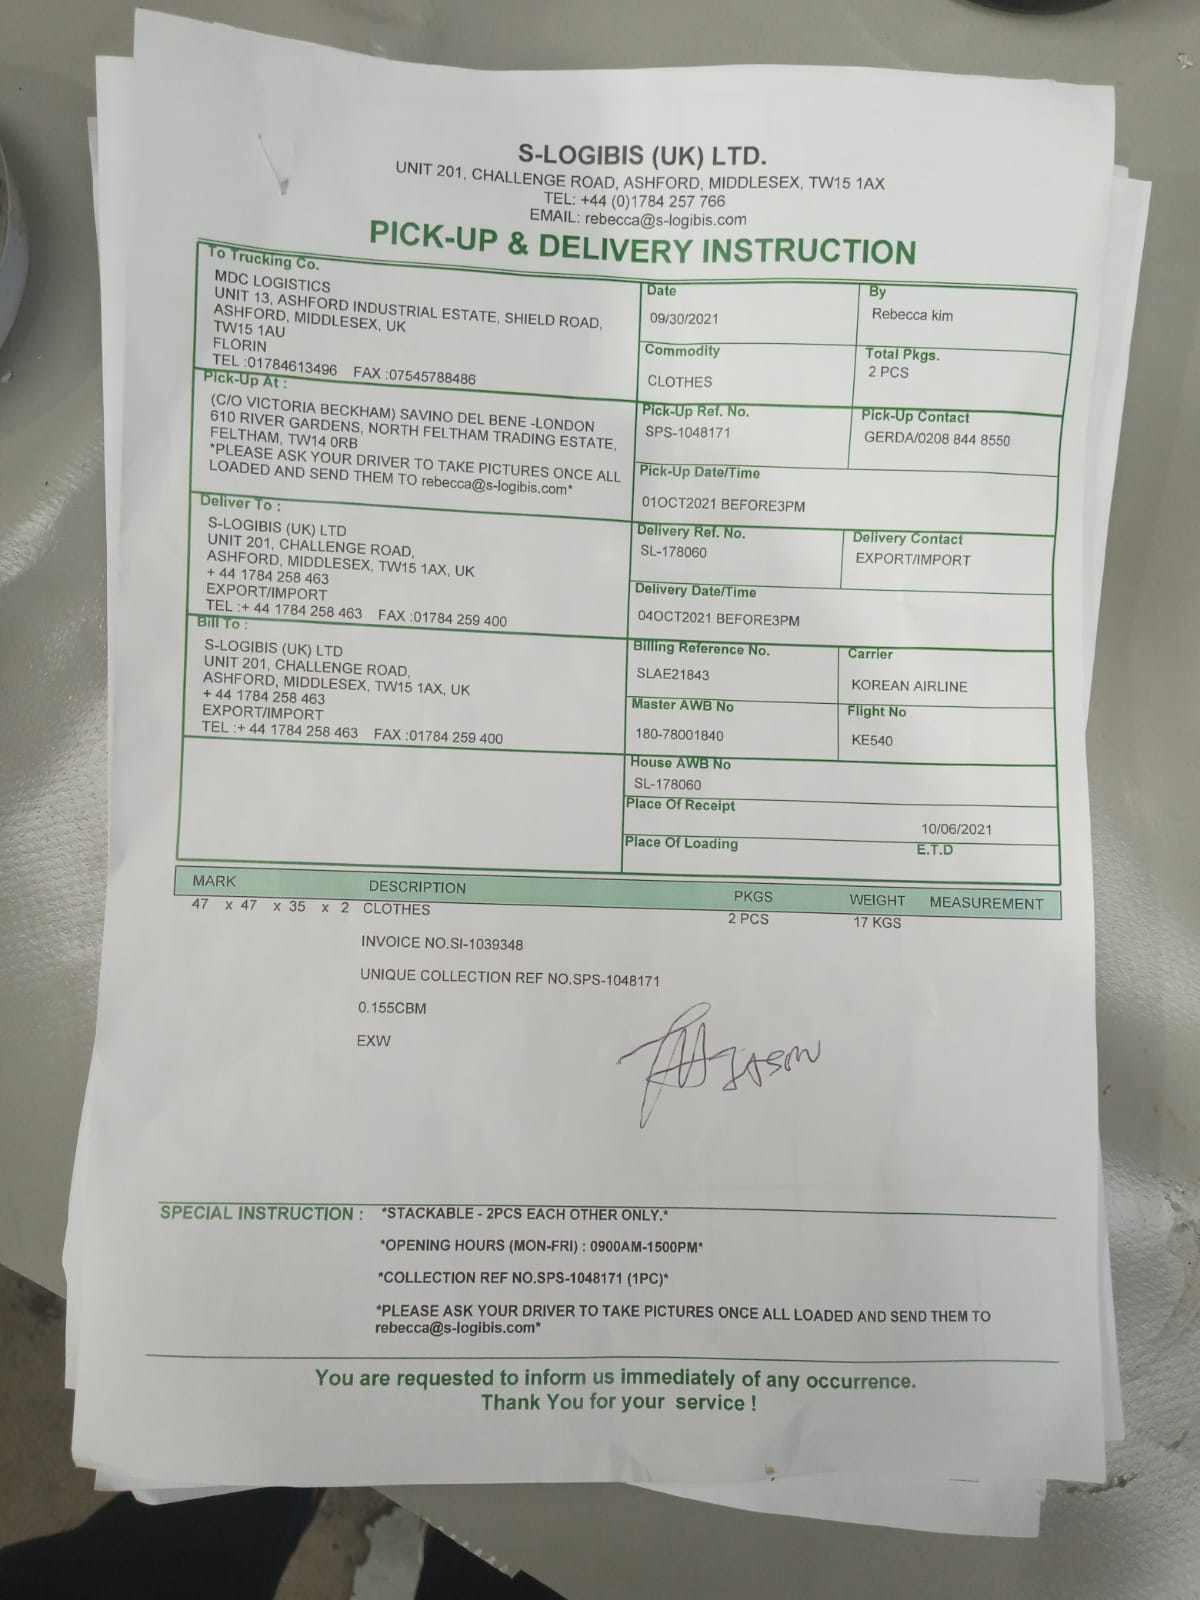 S-LOGIBIS (UK) LTD.
UNIT 201, CHALLENGE ROAD, ASHFORD, MIDDLESEX, TW15 1AX
TEL: +44 (0)1784 257 766
EMAIL: rebecca@s-logibis.com
PICK-UP & DELIVERY INSTRUCTION
To Trucking Co.
MDC LOGISTICS
UNIT 13, ASHFORD INDUSTRIAL ESTATE, SHIELD ROAD,
ASHFORD, MIDDLESEX, UK
TW15 1AU
FLORIN
TEL :01784613496 FAX :07545788486
Date
09/30/2021
By
Rebecca kim
Commodity
CLOTHES
Total Pkgs.
2 PCS
Pick-Up At :
(C/O VICTORIA BECKHAM) SAVINO DEL BENE -LONDON
610 RIVER GARDENS, NORTH FELTHAM TRADING ESTATE,
FELTHAM, TW14 0RB
*PLEASE ASK YOUR DRIVER TO TAKE PICTURES ONCE ALL
LOADED AND SEND THEM TO rebecca@s-logibis.com*
Pick-Up Ref. No.
SPS-1048171
Pick-Up Contact
GERDA/0208 844 8550
Pick-Up Date/Time
01OCT2021 BEFORE3PM
Deliver To :
S-LOGIBIS (UK) LTD
UNIT 201, CHALLENGE ROAD,
ASHFORD, MIDDLESEX, TW15 1AX, UK
+ 44 1784 258 463
EXPORT/IMPORT
TEL :+ 44 1784 258 463 FAX :01784 259 400
Delivery Ref. No.
SL-178060
Delivery Contact
EXPORT/IMPORT
Delivery Date/Time
04OCT2021 BEFORE3PM
Bill To :
S-LOGIBIS (UK) LTD
UNIT 201, CHALLENGE ROAD,
ASHFORD, MIDDLESEX, TW15 1AX, UK
+ 44 1784 258 463
EXPORT/IMPORT
TEL :+ 44 1784 258 463 FAX :01784 259 400
Billing Reference No.
SLAE21843
Carrier
KOREAN AIRLINE
Master AWB No
180-78001840
Flight No
KE540
House AWB No
SL-178060
Place Of Receipt
10/06/2021
Place Of Loading
E.T.D
MARK DESCRIPTION PKGS WEIGHT MEASUREMENT
47 x 47 x 35 x 2 CLOTHES 2 PCS 17 KGS
INVOICE NO.SI-1039348
UNIQUE COLLECTION REF NO.SPS-1048171
0.155CBM
EXW
SPECIAL INSTRUCTION : *STACKABLE - 2PCS EACH OTHER ONLY.*
*OPENING HOURS (MON-FRI) : 0900AM-1500PM*
*COLLECTION REF NO.SPS-1048171 (1PC)*
*PLEASE ASK YOUR DRIVER TO TAKE PICTURES ONCE ALL LOADED AND SEND THEM TO
rebecca@s-logibis.com*
You are requested to inform us immediately of any occurrence.
Thank You for your service !